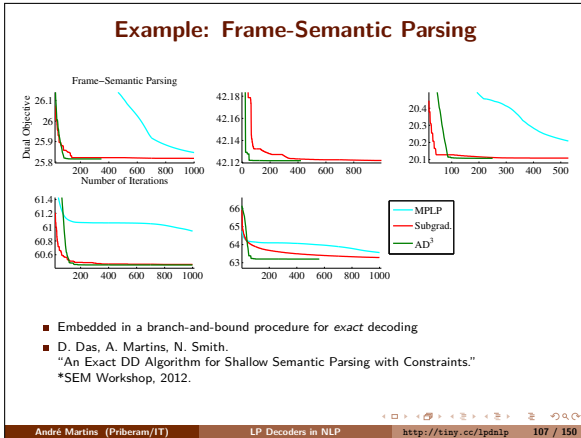 Example: Frame-Semantic Parsing
Frame−Semantic Parsing
Dual Objective
26.1
26
25.9
25.8
200 400 600 800 1000
Number of Iterations
42.18
42.16
42.14
42.12
0 200 400 600 800
20.4
20.3
20.2
20.1
100 200 300 400 500
61.4
61.2
61
60.8
60.6
200 400 600 800 1000
66
65
64
63
0 200 400 600 800 1000
MPLP
Subgrad.
AD³
Embedded in a branch-and-bound procedure for exact decoding
D. Das, A. Martins, N. Smith.
“An Exact DD Algorithm for Shallow Semantic Parsing with Constraints.”
*SEM Workshop, 2012.
André Martins (Priberam/IT) LP Decoders in NLP http://tiny.cc/lpdnlp 107 / 150